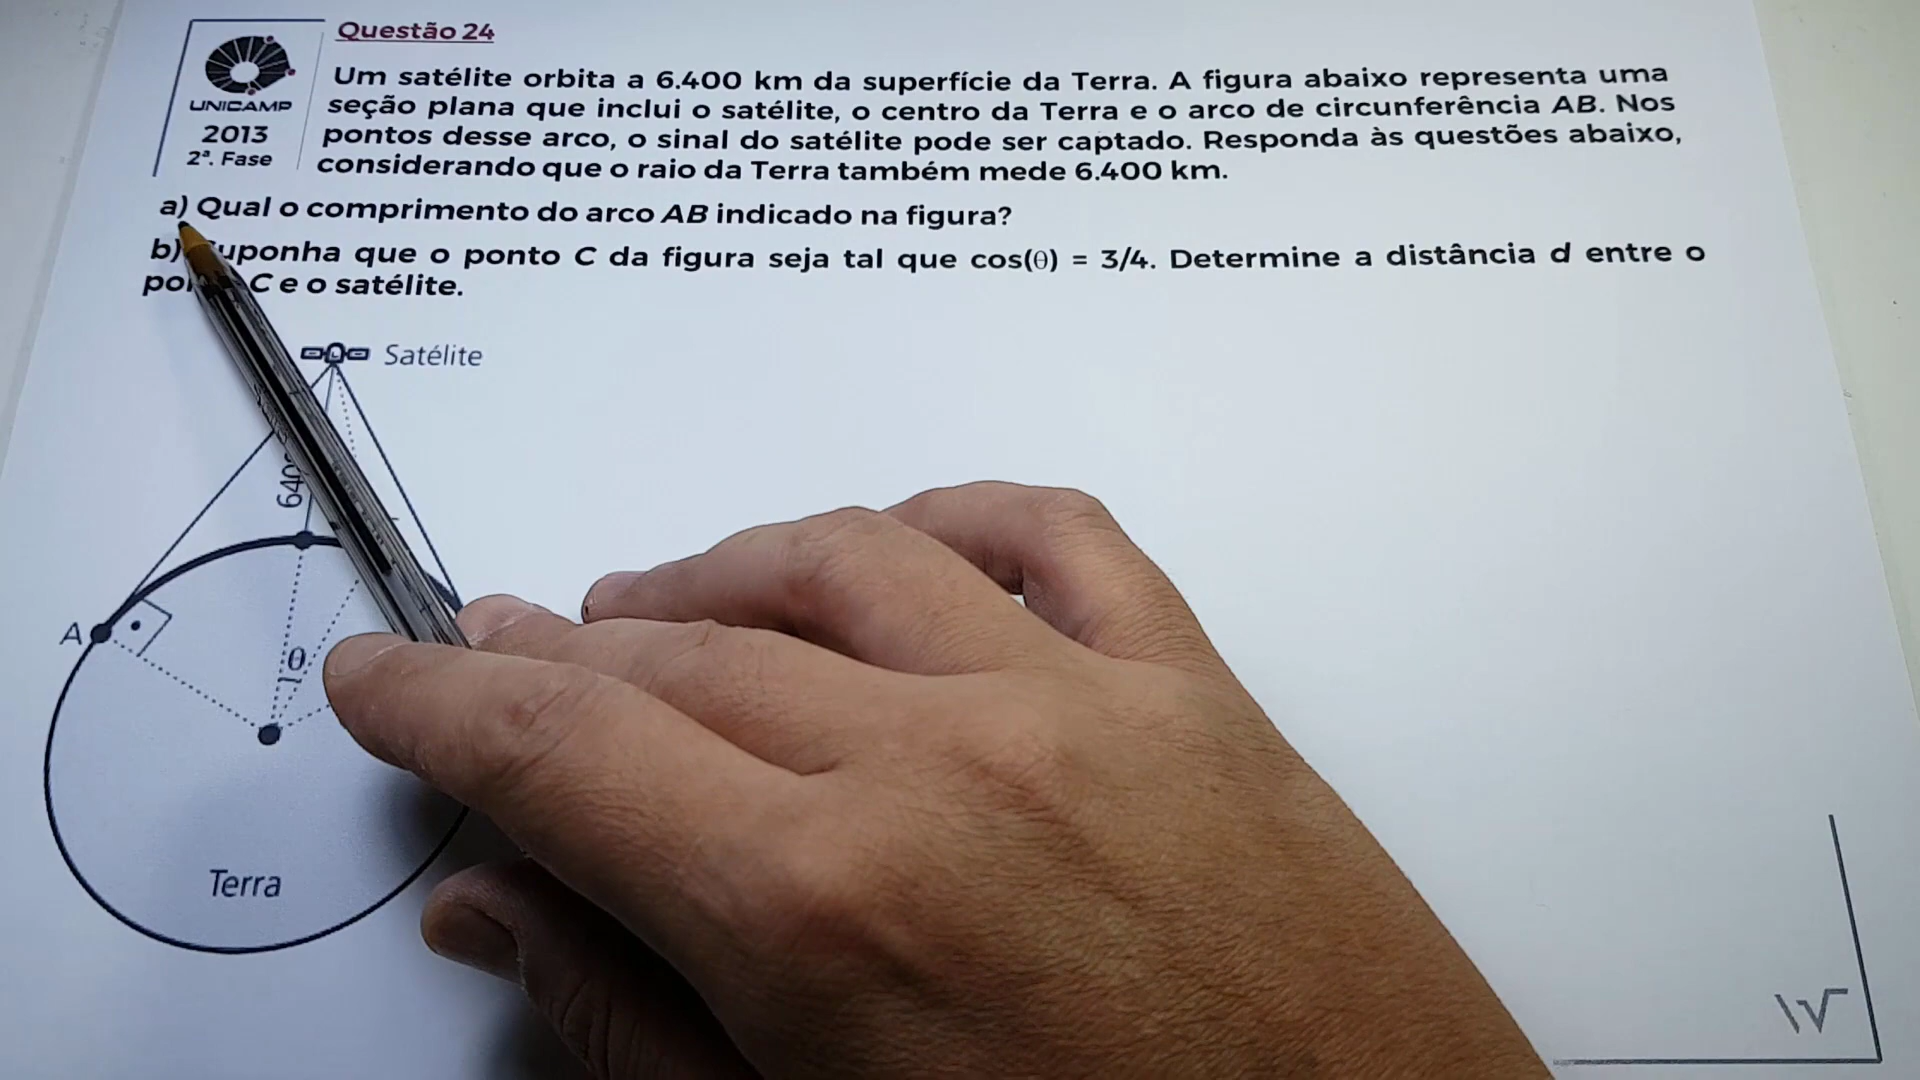 Questão 24
Um satélite orbita a 6.400 km da superfície da Terra. A figura abaixo representa uma
seção plana que inclui o satélite, o centro da Terra e o arco de circunferência AB. Nos
pontos desse arco, o sinal do satélite pode ser captado. Responda às questões abaixo,
considerando que o raio da Terra também mede 6.400 km.
UNICAMP
2013
2ª. Fase
a) Qual o comprimento do arco AB indicado na figura?
b) uponha que o ponto C da figura seja tal que cos(θ) = 3/4. Determine a distância d entre o
C e o satélite.
Satélite
640
A
θ
Terra